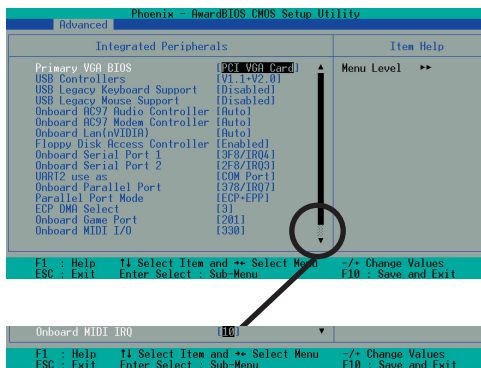 Phoenix - AwardBIOS CMOS Setup Utility
Advanced
Integrated Peripherals
Item Help
Primary VGA BIOS [PCI VGA Card]
Menu Level ►►
USB Controllers [V1.1+V2.0]
USB Legacy Keyboard Support [Disabled]
USB Legacy Mouse Support [Disabled]
Onboard AC97 Audio Controller [Auto]
Onboard AC97 Modem Controller [Auto]
Onboard Lan(nVIDIA) [Auto]
Floppy Disk Access Controller [Enabled]
Onboard Serial Port 1 [3F8/IRQ4]
Onboard Serial Port 2 [2F8/IRQ3]
UART2 use as [COM Port]
Onboard Parallel Port [378/IRQ7]
Parallel Port Mode [ECP+EPP]
ECP DMA Select [3]
Onboard Game Port [201]
Onboard MIDI I/O [330]
F1 : Help ↑↓ Select Item and →← Select Menu -/+ Change Values
ESC : Exit Enter Select : Sub-Menu F10 : Save and Exit
Onboard MIDI IRQ [10]
F1 : Help ↑↓ Select Item and →← Select Menu -/+ Change Values
ESC : Exit Enter Select : Sub-Menu F10 : Save and Exit